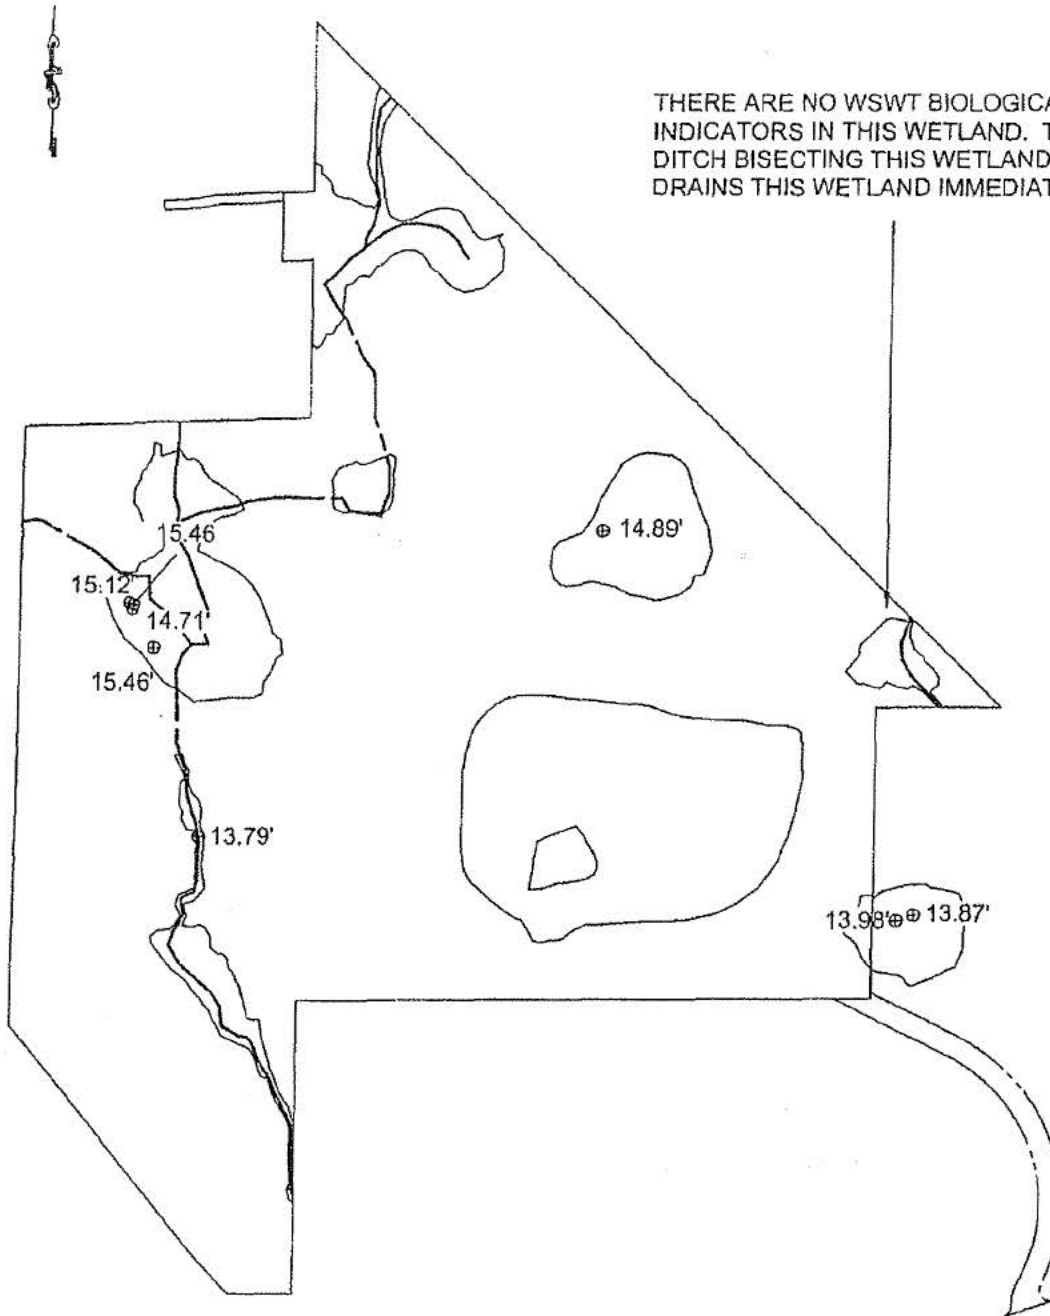 THERE ARE NO WSWT BIOLOGICA
INDICATORS IN THIS WETLAND. T
DITCH BISECTING THIS WETLAND
DRAINS THIS WETLAND IMMEDIAT
14.89'
15.46
15.12'
14.71'
15.46'
13.79'
13.98'
13.87'